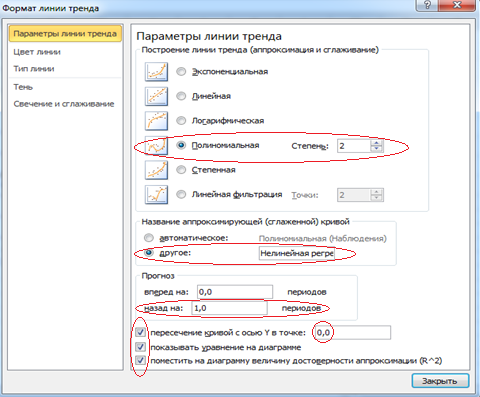 Формат линии тренда
Параметры линии тренда
Цвет линии
Тип линии
Тень
Свечение и сглаживание
Параметры линии тренда
Построение линии тренда (аппроксимация и сглаживание)
Экспоненциальная
Линейная
Логарифмическая
Полиномиальная Степень: 2
Степенная
Линейная фильтрация Точки: 2
Название аппроксимирующей (сглаженной) кривой
автоматическое: Полиномиальная (Наблюдения)
другое: Нелинейная регре
Прогноз
вперед на: 0,0 периодов
назад на: 1,0 периодов
пересечение кривой с осью Y в точке: 0,0
показывать уравнение на диаграмме
поместить на диаграмму величину достоверности аппроксимации (R^2)
Закрыть